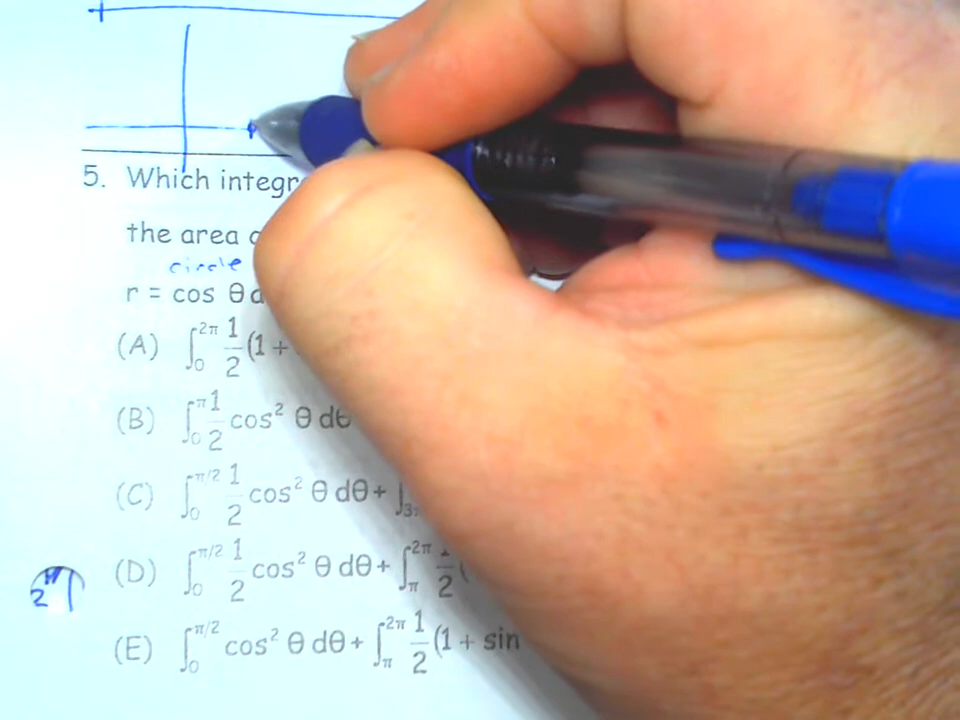 5. Which
the area
circle
r = cos θ
(A) ∫₀^2π 1/2 (1 +
(B) ∫₀^π 1/2 cos² θ dθ
(C) ∫₀^π/2 1/2 cos² θ dθ + ∫
(D) ∫₀^π/2 1/2 cos² θ dθ + ∫π^2π 1/2 (
(E) ∫₀^π/2 cos² θ dθ + ∫π^2π 1/2 (1 + sin